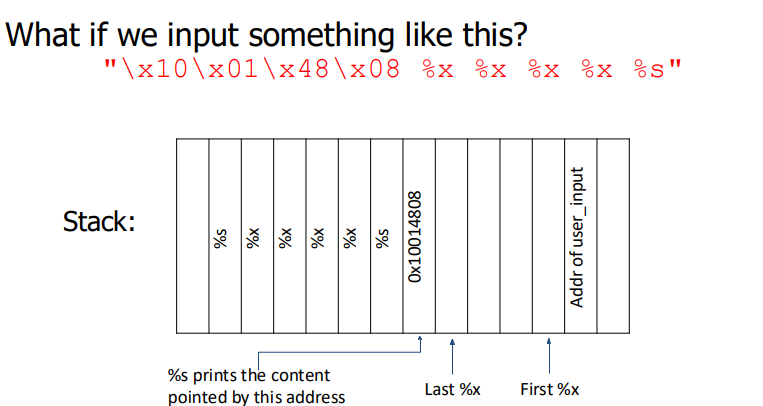 What if we input something like this?
"\x10\x01\x48\x08 %x %x %x %x %s"
Stack:
%s
%x
%x
%x
%x
%s
0x10014808
Addr of user_input
%s prints the content
pointed by this address
Last %x
First %x